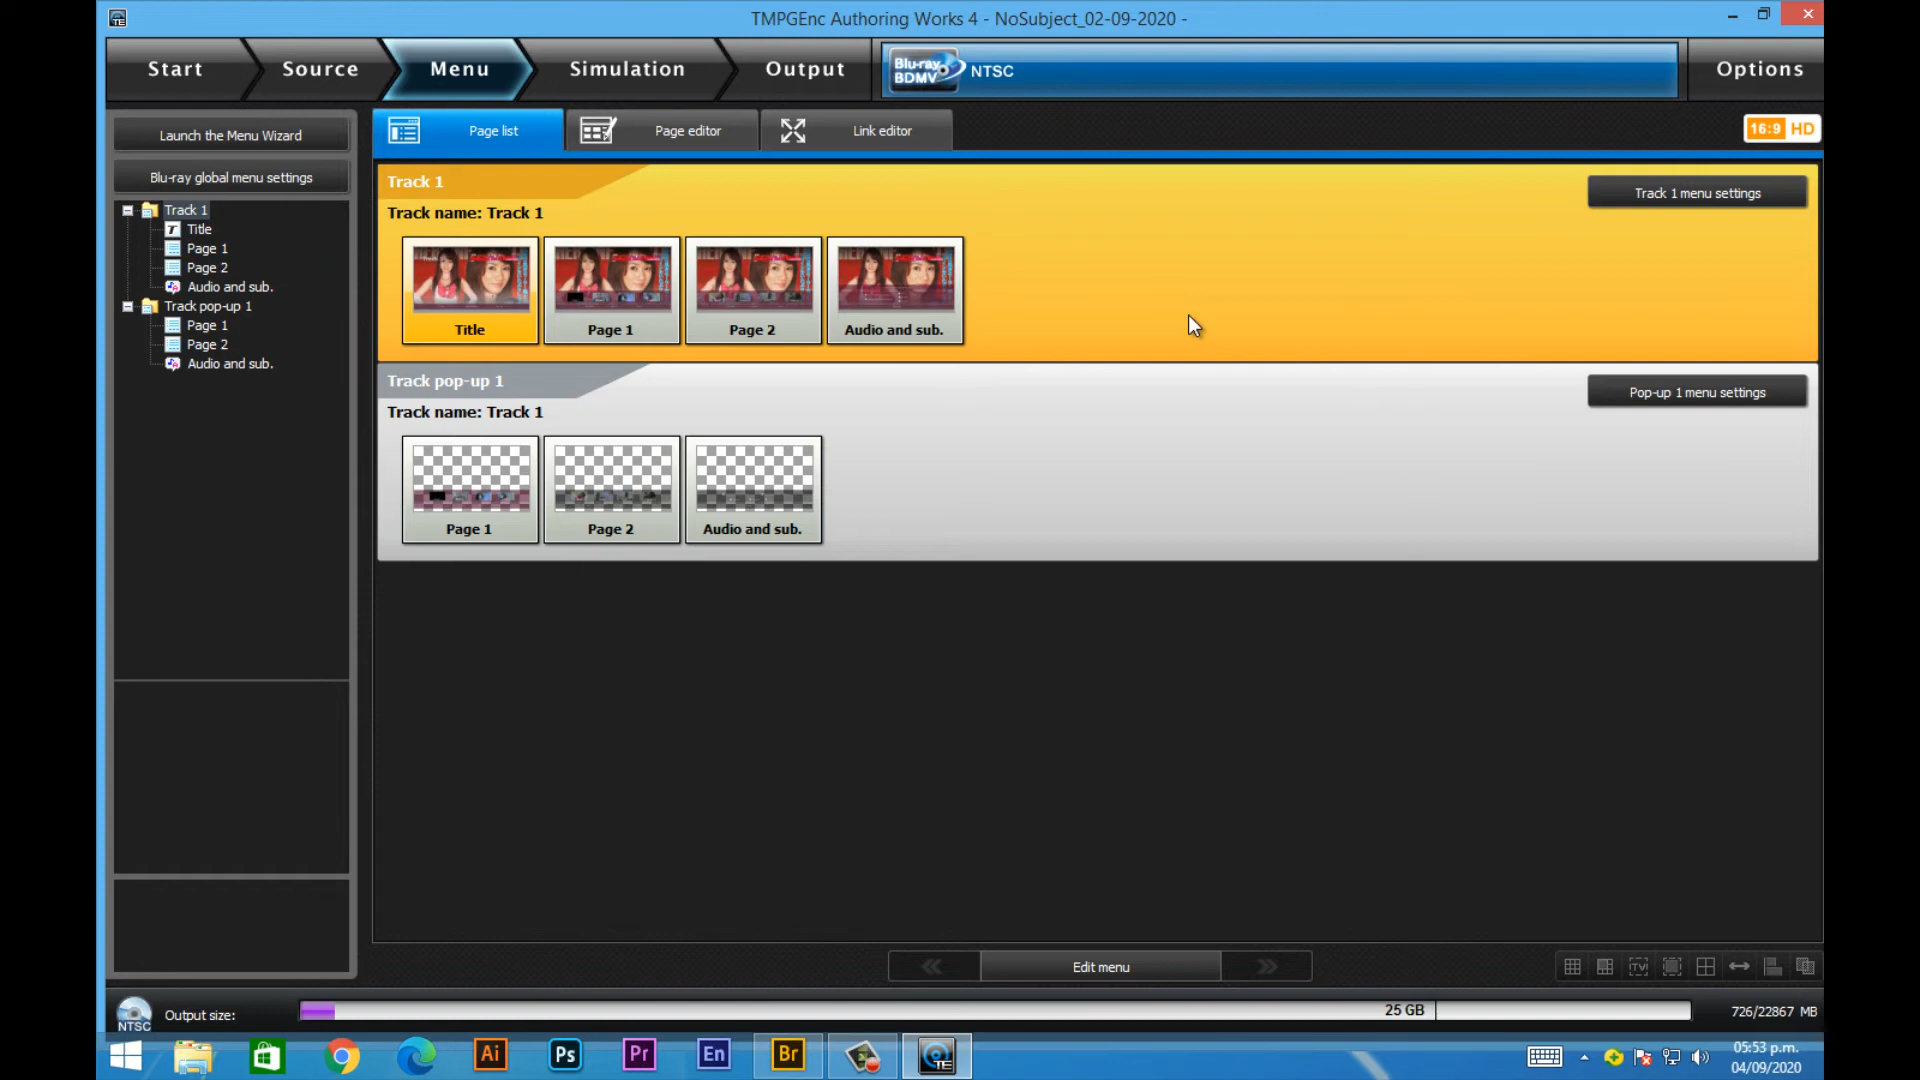 TMPGEnc Authoring Works 4 - NoSubject_02-09-2020 -
Start
Source
Menu
Simulation
Output
Blu-ray
BDMV
NTSC
Options
Launch the Menu Wizard
Page list
Page editor
Link editor
16:9 HD
Blu-ray global menu settings
Track 1
Title
Page 1
Page 2
Audio and sub.
Track pop-up 1
Page 1
Page 2
Audio and sub.
Track 1
Track 1 menu settings
Track name: Track 1
Title
Page 1
Page 2
Audio and sub.
Track pop-up 1
Pop-up 1 menu settings
Track name: Track 1
Page 1
Page 2
Audio and sub.
Edit menu
TV
NTSC
Output size:
25 GB
726/22867 MB
Ai
Ps
Pr
En
Br
TE
05:53 p.m.
04/09/2020